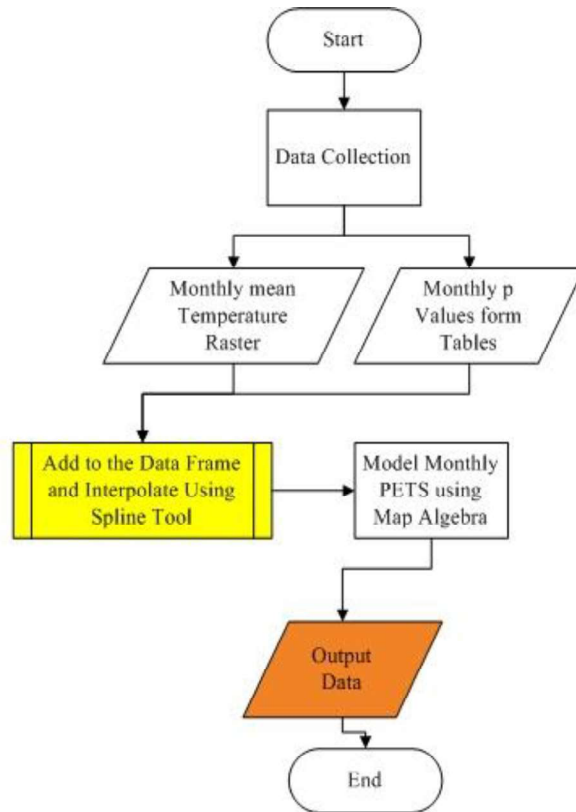 Start
Data Collection
Monthly mean
Temperature
Raster
Monthly p
Values form
Tables
Add to the Data Frame
and Interpolate Using
Spline Tool
Model Monthly
PETS using
Map Algebra
Output
Data
End